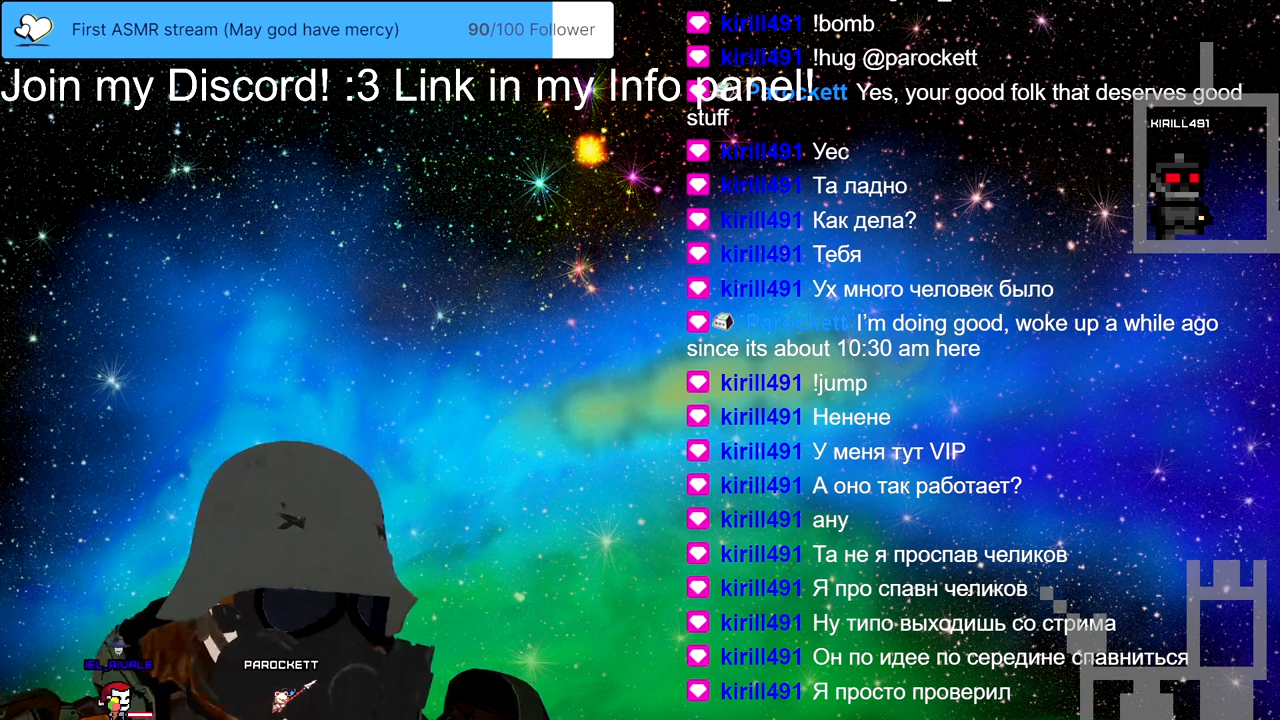 First ASMR stream (May god have mercy) 90/100 Follower
Join my Discord! :3 Link in my Info panel!
kirill491 !bomb
kirill491 !hug @parockett
Parockett Yes, your good folk that deserves good
stuff
kirill491 Уес
kirill491 Та ладно
kirill491 Как дела?
kirill491 Тебя
kirill491 Ух много человек было
Parockett I'm doing good, woke up a while ago
since its about 10:30 am here
kirill491 !jump
kirill491 Ненене
kirill491 У меня тут VIP
kirill491 А оно так работает?
kirill491 ану
kirill491 Та не я проспав челиков
kirill491 Я про спавн челиков
kirill491 Ну типо выходишь со стрима
kirill491 Он по идее по середине спавниться
kirill491 Я просто проверил
KIRILL491
IEL_RIVALE
PAROCKETT